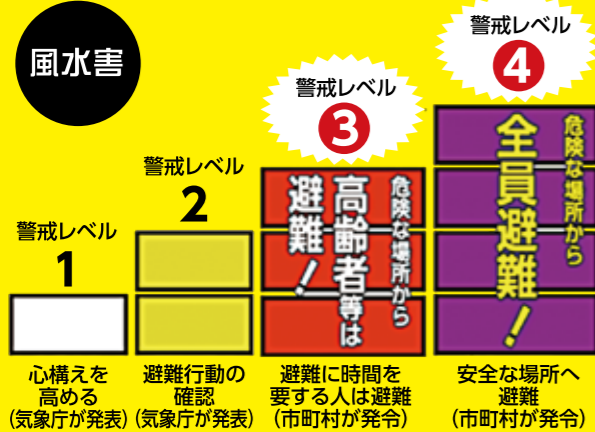 風水害
警戒レベル
1
心構えを
高める
(気象庁が発表)
警戒レベル
2
避難行動の
確認
(気象庁が発表)
警戒レベル
3
危険な場所から
高齢者等は
避難!
避難に時間を
要する人は避難
(市町村が発令)
警戒レベル
4
危険な場所から
全員避難!
安全な場所へ
避難
(市町村が発令)